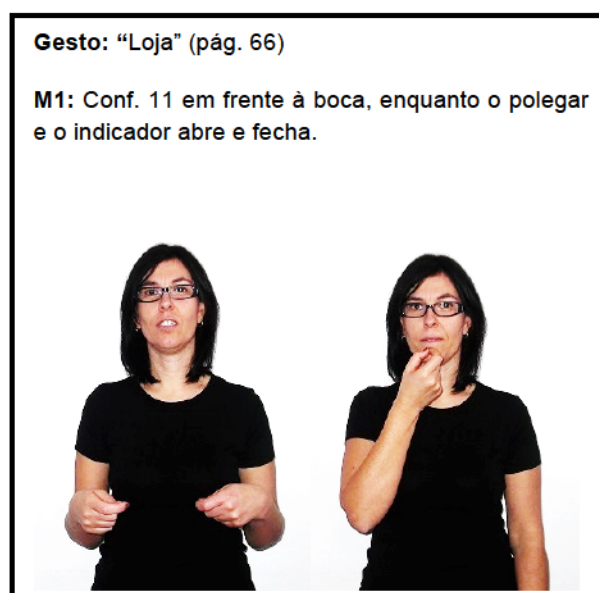 Gesto: “Loja” (pág. 66)
M1: Conf. 11 em frente à boca, enquanto o polegar
e o indicador abre e fecha.